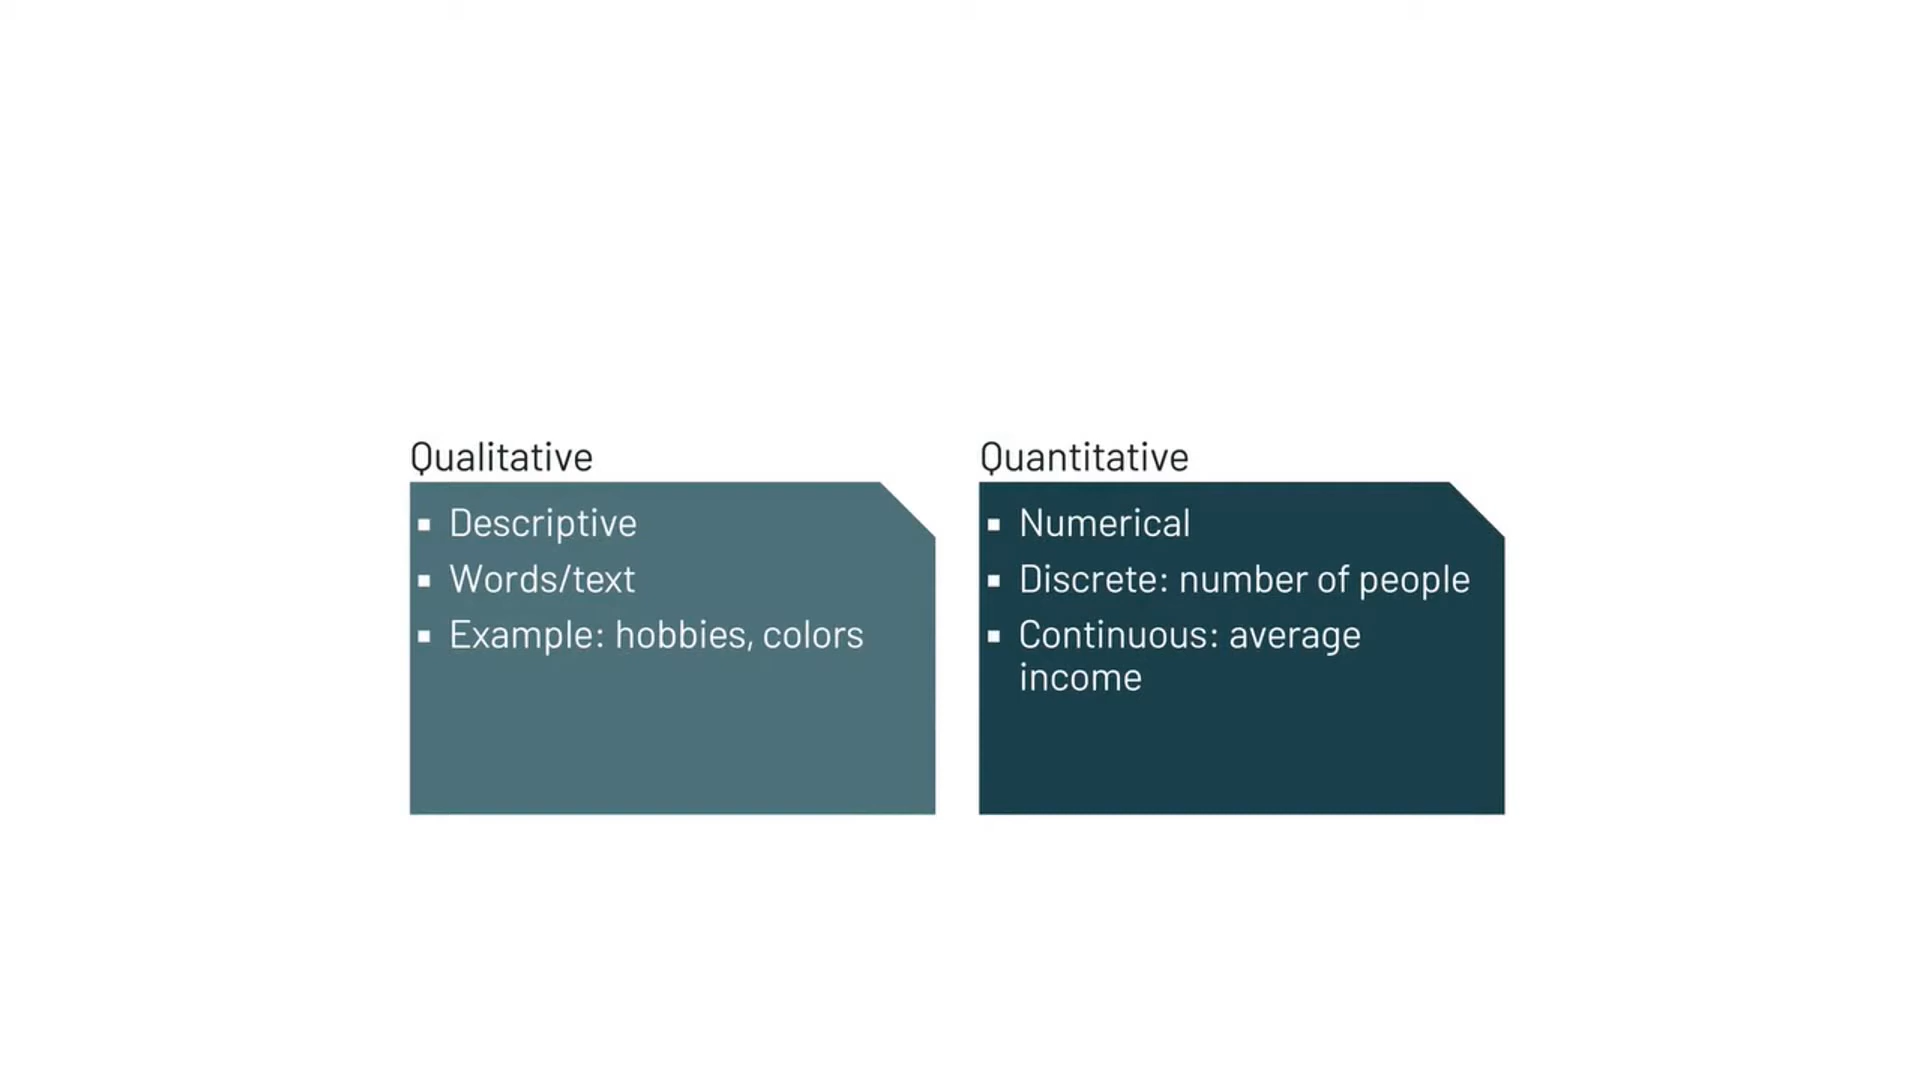 Qualitative
▪ Descriptive
▪ Words/text
▪ Example: hobbies, colors
Quantitative
▪ Numerical
▪ Discrete: number of people
▪ Continuous: average
income